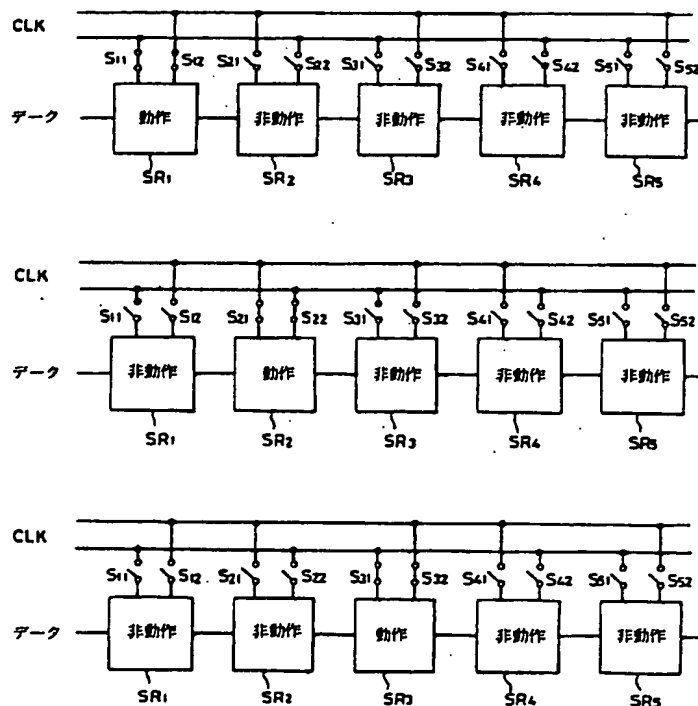 CLK
S11 S12 S21 S22 S31 S32 S41 S42 S51 S52
データ 動作 非動作 非動作 非動作 非動作
SR1 SR2 SR3 SR4 SR5
CLK
S11 S12 S21 S22 S31 S32 S41 S42 S51 S52
データ 非動作 動作 非動作 非動作 非動作
SR1 SR2 SR3 SR4 SR5
CLK
S11 S12 S21 S22 S31 S32 S41 S42 S51 S52
データ 非動作 非動作 動作 非動作 非動作
SR1 SR2 SR3 SR4 SR5